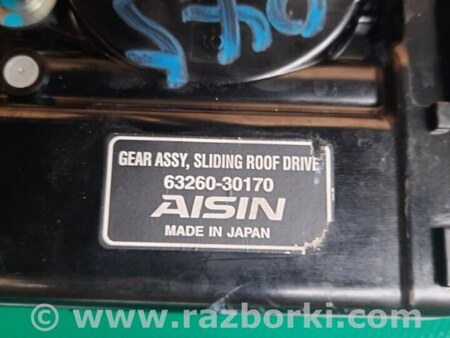 GEAR ASSY, SLIDING ROOF DRIVE
63260-30170
AISIN
MADE IN JAPAN
© www.razborki.com